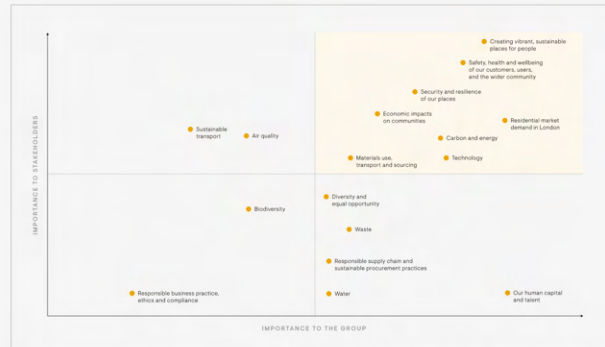 Creating vibrant, sustainable
places for people
Safety, health and wellbeing
of our customers, users,
and the wider community
Security and resilience
of our places
Economic impacts
on communities
Residential market
demand in London
Sustainable
transport
Air quality
Carbon and energy
Materials use,
transport and sourcing
Technology
Diversity and
equal opportunity
Biodiversity
Waste
Responsible supply chain and
sustainable procurement practices
Responsible business practice,
ethics and compliance
Water
Our human capital
and talent
IMPORTANCE TO STAKEHOLDERS
IMPORTANCE TO THE GROUP